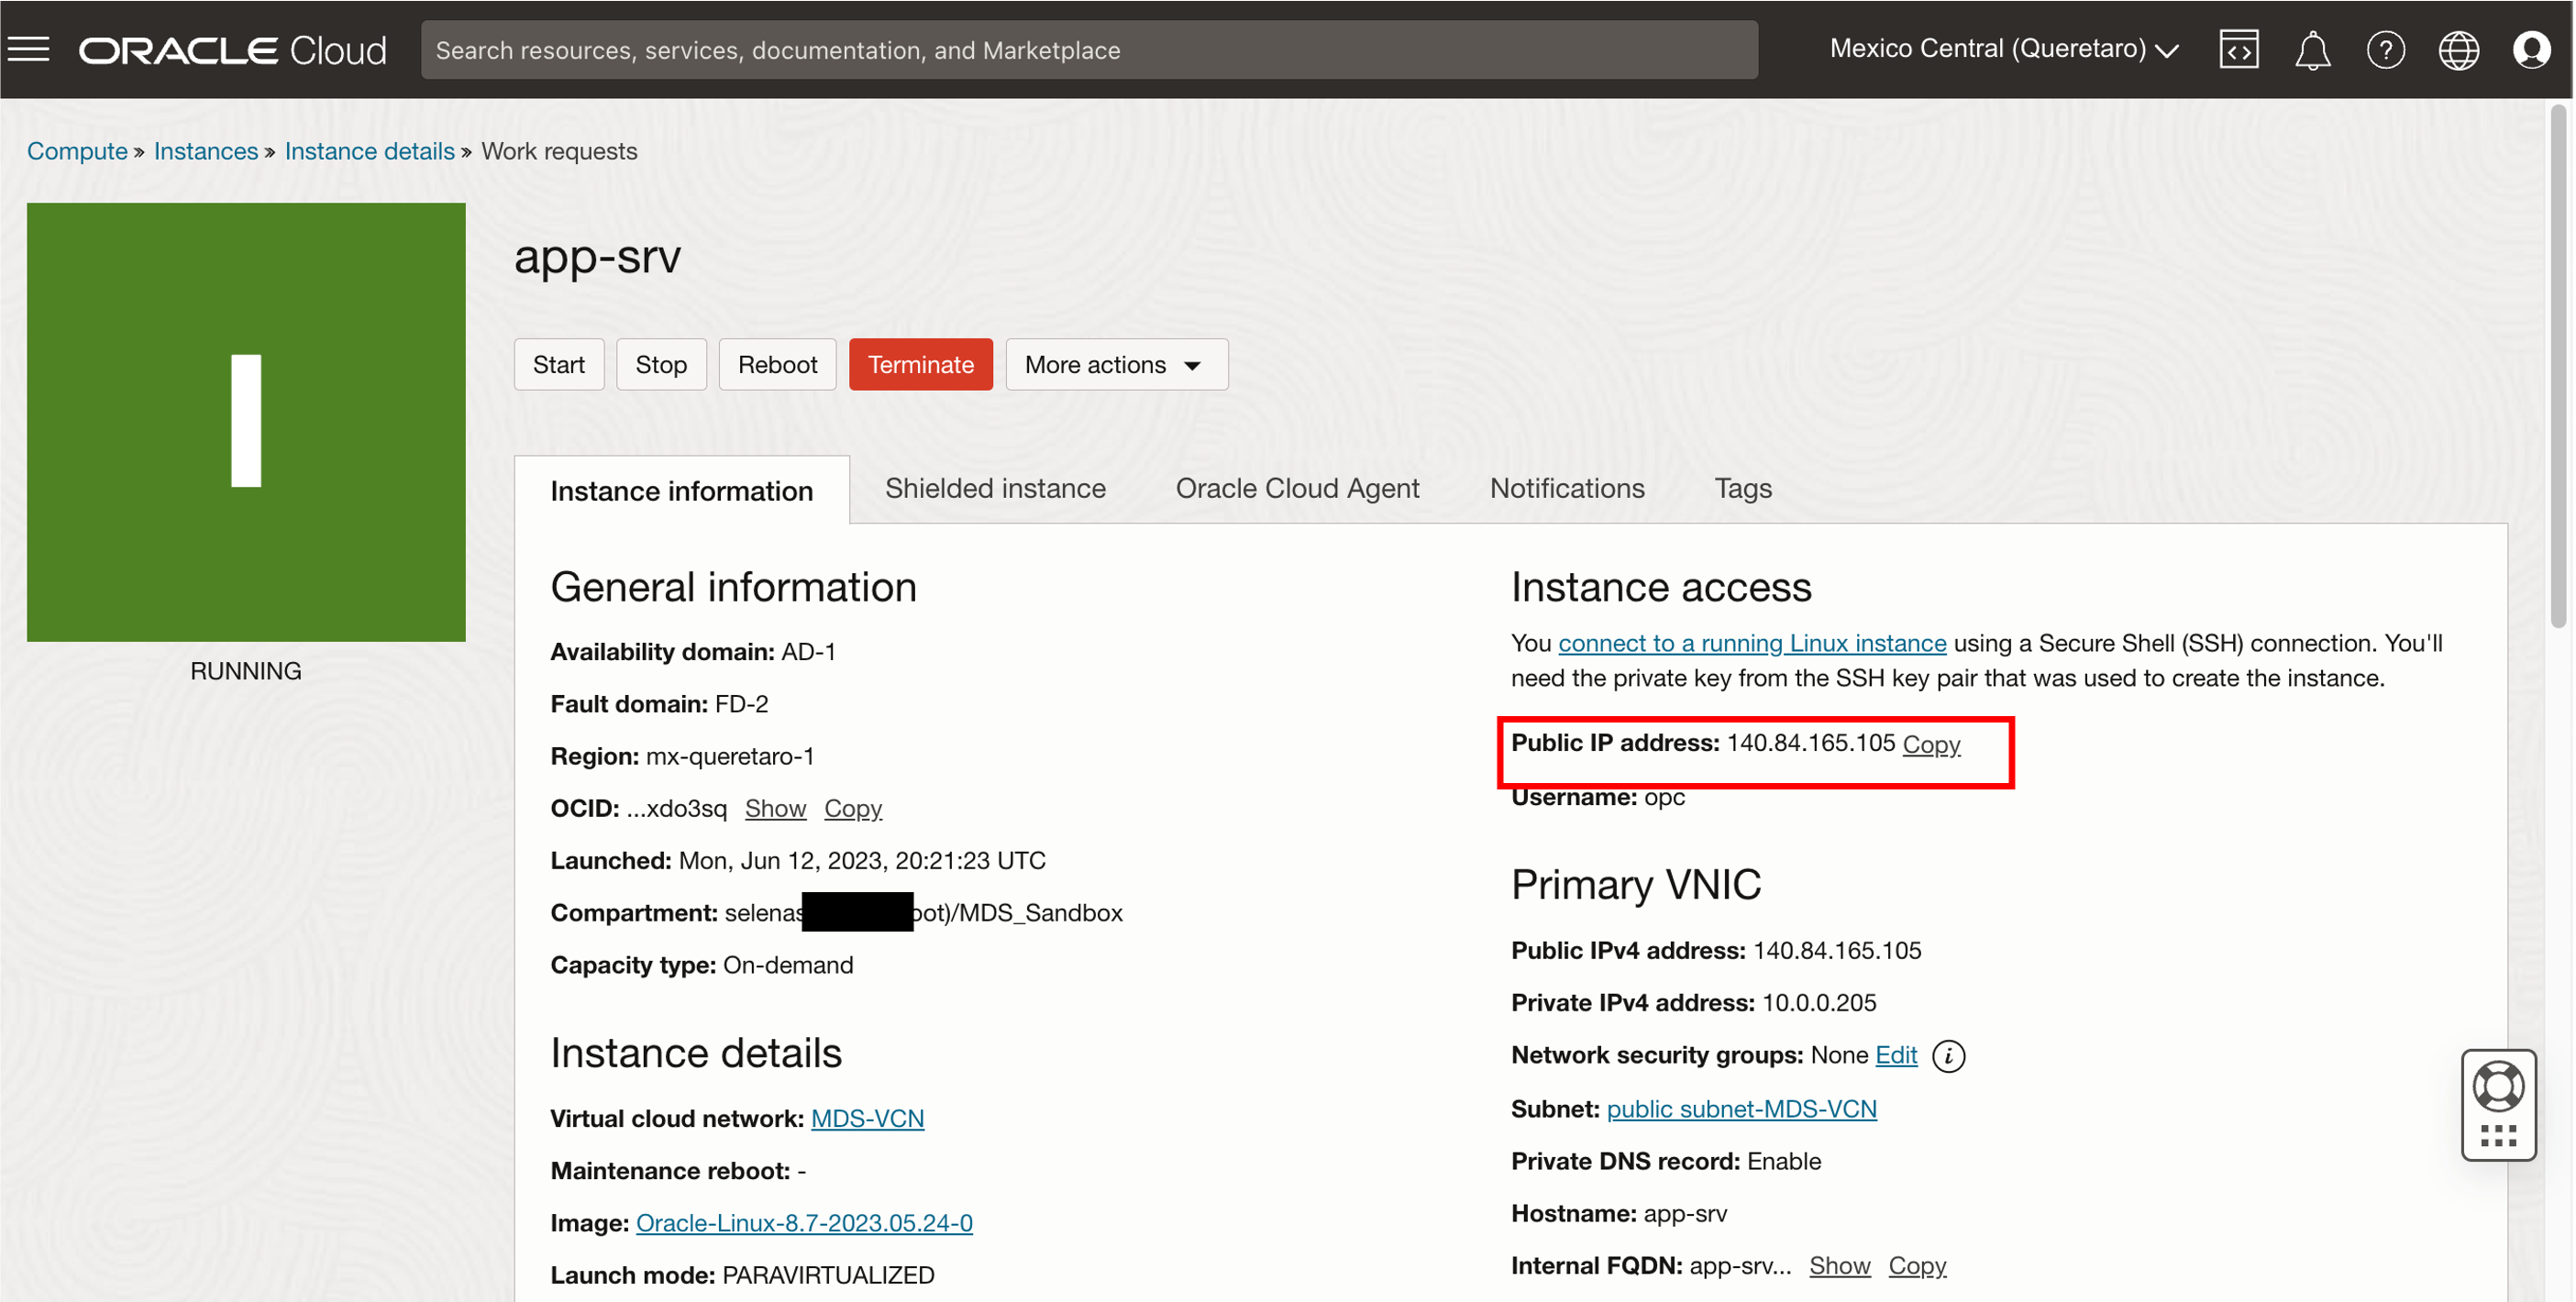 ORACLE Cloud
Search resources, services, documentation, and Marketplace
Mexico Central (Queretaro)
Compute » Instances » Instance details » Work requests
I
RUNNING
app-srv
Start
Stop
Reboot
Terminate
More actions
Instance information
Shielded instance
Oracle Cloud Agent
Notifications
Tags
General information
Availability domain: AD-1
Fault domain: FD-2
Region: mx-queretaro-1
OCID: ...xdo3sq Show Copy
Launched: Mon, Jun 12, 2023, 20:21:23 UTC
Compartment: selenas oot)/MDS_Sandbox
Capacity type: On-demand
Instance details
Virtual cloud network: MDS-VCN
Maintenance reboot: -
Image: Oracle-Linux-8.7-2023.05.24-0
Launch mode: PARAVIRTUALIZED
Instance access
You connect to a running Linux instance using a Secure Shell (SSH) connection. You'll
need the private key from the SSH key pair that was used to create the instance.
Public IP address: 140.84.165.105 Copy
Username: opc
Primary VNIC
Public IPv4 address: 140.84.165.105
Private IPv4 address: 10.0.0.205
Network security groups: None Edit i
Subnet: public subnet-MDS-VCN
Private DNS record: Enable
Hostname: app-srv
Internal FQDN: app-srv... Show Copy